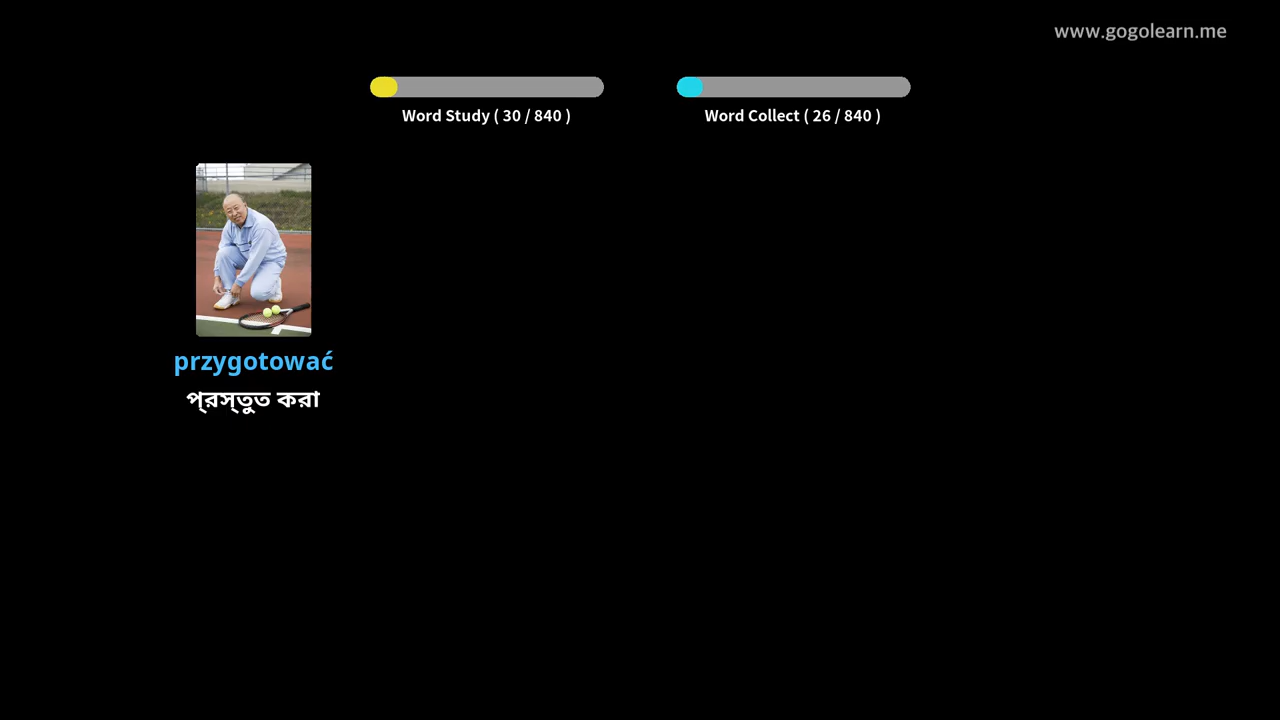 www.gogolearn.me
Word Study ( 30 / 840 )
Word Collect ( 26 / 840 )
przygotować
প্রস্তুত করা